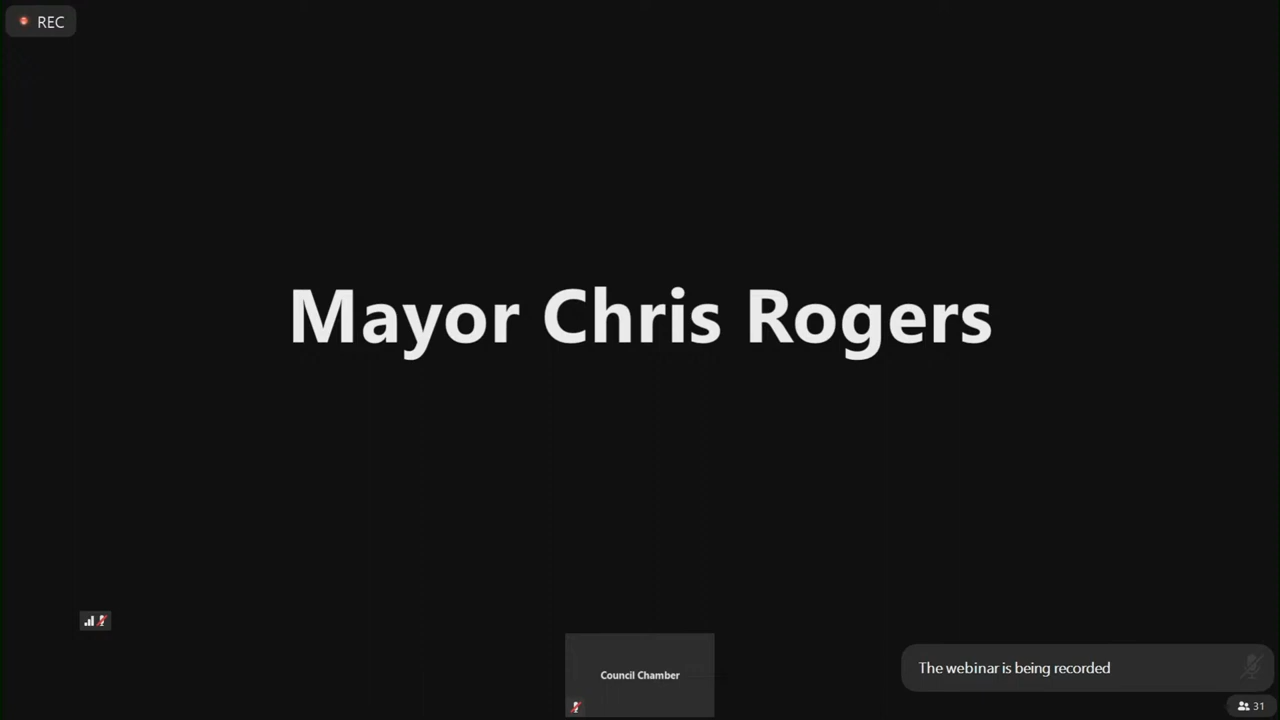 REC
Mayor Chris Rogers
Council Chamber
The webinar is being recorded
31